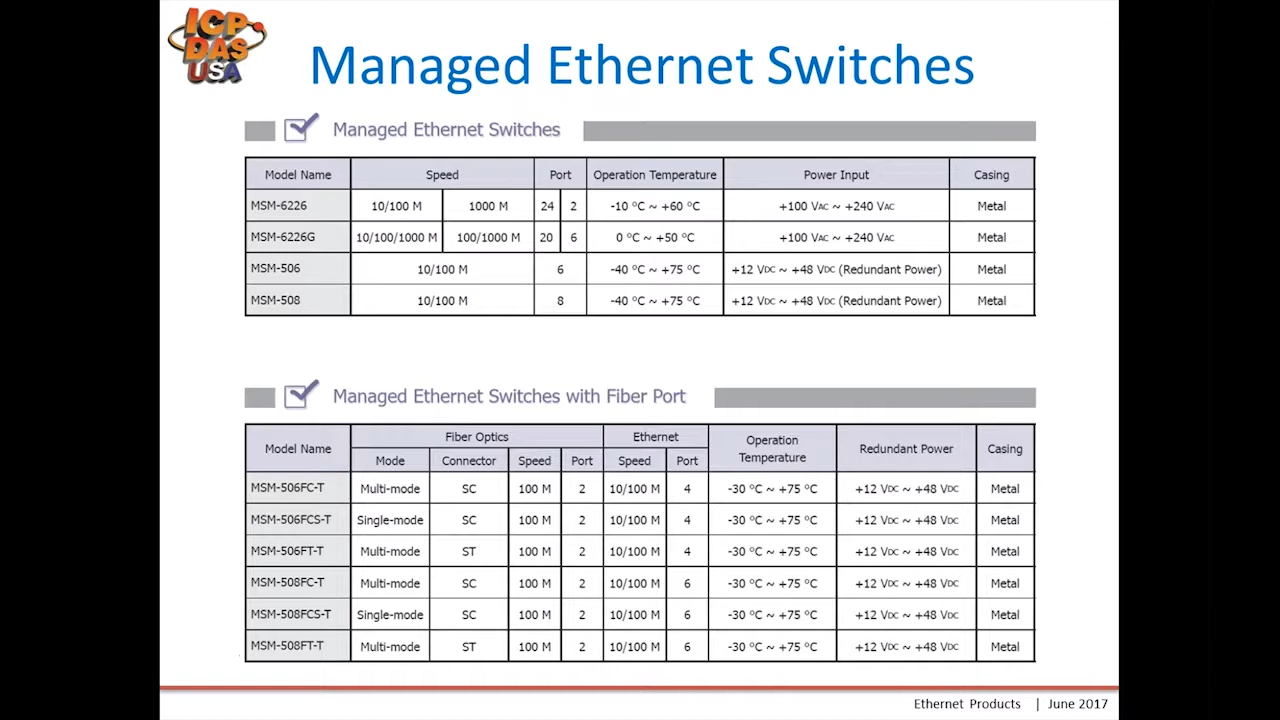 ICP
DAS
USA
Managed Ethernet Switches
Managed Ethernet Switches
Model Name Speed Port Operation Temperature Power Input Casing
MSM-6226 10/100 M 1000 M 24 2 -10 °C ~ +60 °C +100 VAC ~ +240 VAC Metal
MSM-6226G 10/100/1000 M 100/1000 M 20 6 0 °C ~ +50 °C +100 VAC ~ +240 VAC Metal
MSM-506 10/100 M 6 -40 °C ~ +75 °C +12 VDC ~ +48 VDC (Redundant Power) Metal
MSM-508 10/100 M 8 -40 °C ~ +75 °C +12 VDC ~ +48 VDC (Redundant Power) Metal
Managed Ethernet Switches with Fiber Port
Model Name Fiber Optics Ethernet Operation Temperature Redundant Power Casing
Mode Connector Speed Port Speed Port
MSM-506FC-T Multi-mode SC 100 M 2 10/100 M 4 -30 °C ~ +75 °C +12 VDC ~ +48 VDC Metal
MSM-506FCS-T Single-mode SC 100 M 2 10/100 M 4 -30 °C ~ +75 °C +12 VDC ~ +48 VDC Metal
MSM-506FT-T Multi-mode ST 100 M 2 10/100 M 4 -30 °C ~ +75 °C +12 VDC ~ +48 VDC Metal
MSM-508FC-T Multi-mode SC 100 M 2 10/100 M 6 -30 °C ~ +75 °C +12 VDC ~ +48 VDC Metal
MSM-508FCS-T Single-mode SC 100 M 2 10/100 M 6 -30 °C ~ +75 °C +12 VDC ~ +48 VDC Metal
MSM-508FT-T Multi-mode ST 100 M 2 10/100 M 6 -30 °C ~ +75 °C +12 VDC ~ +48 VDC Metal
Ethernet Products | June 2017